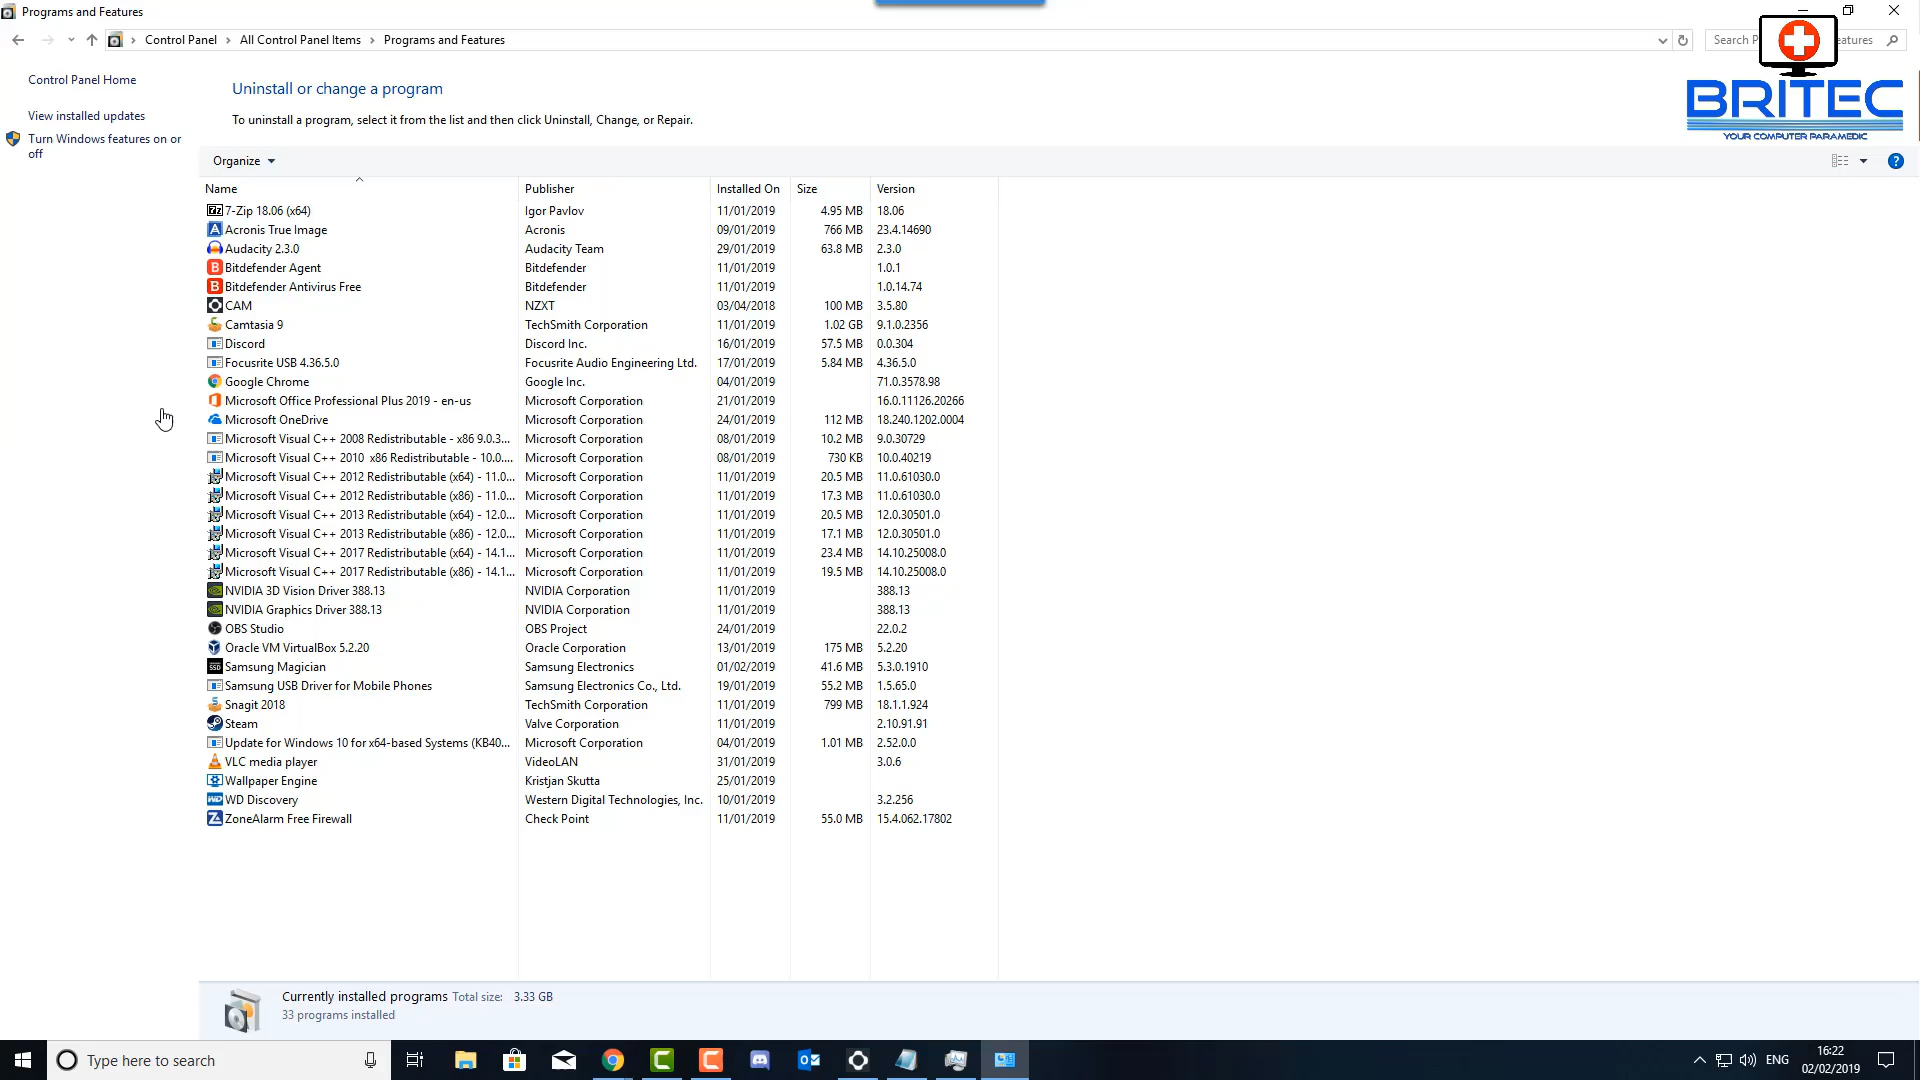 Programs and Features
Control Panel > All Control Panel Items > Programs and Features
Search P eatures
Control Panel Home
View installed updates
Turn Windows features on or
off
Uninstall or change a program
To uninstall a program, select it from the list and then click Uninstall, Change, or Repair.
BRITEC
YOUR COMPUTER PARAMEDIC
Organize
Name Publisher Installed On Size Version
7-Zip 18.06 (x64) Igor Pavlov 11/01/2019 4.95 MB 18.06
Acronis True Image Acronis 09/01/2019 766 MB 23.4.14690
Audacity 2.3.0 Audacity Team 29/01/2019 63.8 MB 2.3.0
Bitdefender Agent Bitdefender 11/01/2019 1.0.1
Bitdefender Antivirus Free Bitdefender 11/01/2019 1.0.14.74
CAM NZXT 03/04/2018 100 MB 3.5.80
Camtasia 9 TechSmith Corporation 11/01/2019 1.02 GB 9.1.0.2356
Discord Discord Inc. 16/01/2019 57.5 MB 0.0.304
Focusrite USB 4.36.5.0 Focusrite Audio Engineering Ltd. 17/01/2019 5.84 MB 4.36.5.0
Google Chrome Google Inc. 04/01/2019 71.0.3578.98
Microsoft Office Professional Plus 2019 - en-us Microsoft Corporation 21/01/2019 16.0.11126.20266
Microsoft OneDrive Microsoft Corporation 24/01/2019 112 MB 18.240.1202.0004
Microsoft Visual C++ 2008 Redistributable - x86 9.0.3... Microsoft Corporation 08/01/2019 10.2 MB 9.0.30729
Microsoft Visual C++ 2010 x86 Redistributable - 10.0.... Microsoft Corporation 08/01/2019 730 KB 10.0.40219
Microsoft Visual C++ 2012 Redistributable (x64) - 11.0... Microsoft Corporation 11/01/2019 20.5 MB 11.0.61030.0
Microsoft Visual C++ 2012 Redistributable (x86) - 11.0... Microsoft Corporation 11/01/2019 17.3 MB 11.0.61030.0
Microsoft Visual C++ 2013 Redistributable (x64) - 12.0... Microsoft Corporation 11/01/2019 20.5 MB 12.0.30501.0
Microsoft Visual C++ 2013 Redistributable (x86) - 12.0... Microsoft Corporation 11/01/2019 17.1 MB 12.0.30501.0
Microsoft Visual C++ 2017 Redistributable (x64) - 14.1... Microsoft Corporation 11/01/2019 23.4 MB 14.10.25008.0
Microsoft Visual C++ 2017 Redistributable (x86) - 14.1... Microsoft Corporation 11/01/2019 19.5 MB 14.10.25008.0
NVIDIA 3D Vision Driver 388.13 NVIDIA Corporation 11/01/2019 388.13
NVIDIA Graphics Driver 388.13 NVIDIA Corporation 11/01/2019 388.13
OBS Studio OBS Project 24/01/2019 22.0.2
Oracle VM VirtualBox 5.2.20 Oracle Corporation 13/01/2019 175 MB 5.2.20
Samsung Magician Samsung Electronics 01/02/2019 41.6 MB 5.3.0.1910
Samsung USB Driver for Mobile Phones Samsung Electronics Co., Ltd. 19/01/2019 55.2 MB 1.5.65.0
Snagit 2018 TechSmith Corporation 11/01/2019 799 MB 18.1.1.924
Steam Valve Corporation 11/01/2019 2.10.91.91
Update for Windows 10 for x64-based Systems (KB40... Microsoft Corporation 04/01/2019 1.01 MB 2.52.0.0
VLC media player VideoLAN 31/01/2019 3.0.6
Wallpaper Engine Kristjan Skutta 25/01/2019
WD Discovery Western Digital Technologies, Inc. 10/01/2019 3.2.256
ZoneAlarm Free Firewall Check Point 11/01/2019 55.0 MB 15.4.062.17802
Currently installed programs Total size: 3.33 GB
33 programs installed
Type here to search
ENG
16:22
02/02/2019